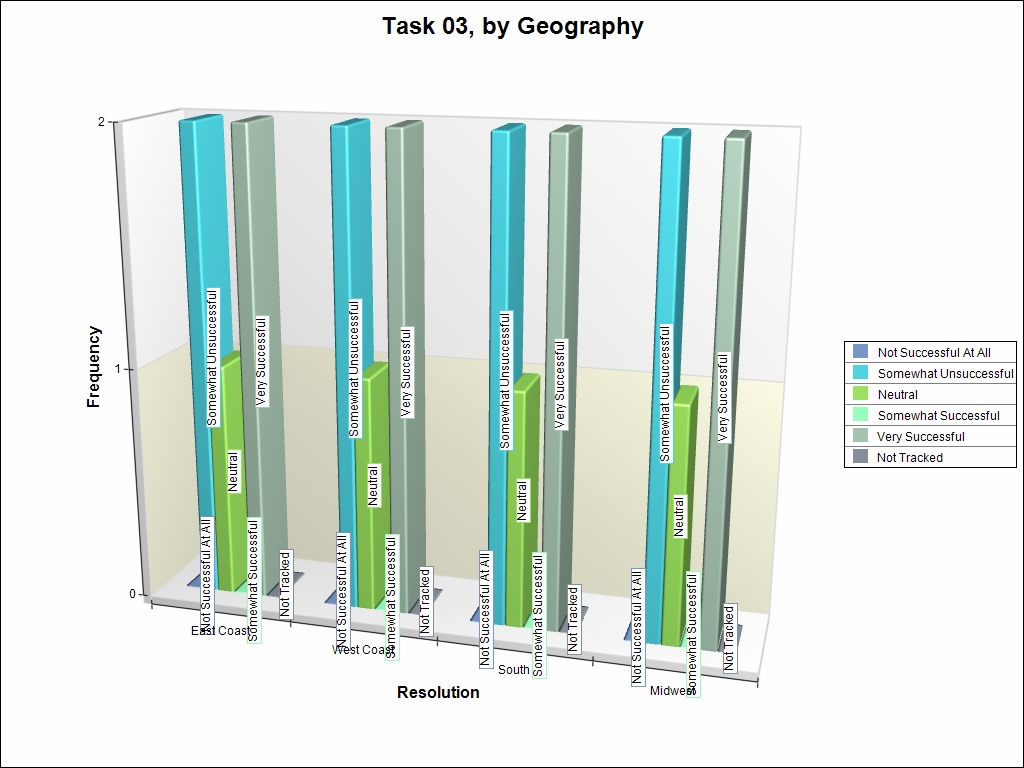 Task 03, by Geography
Frequency
2
1
0
Somewhat Unsuccessful
Very Successful
Neutral
Not Successful At All
Somewhat Successful
Not Tracked
Somewhat Unsuccessful
Very Successful
Neutral
Not Successful At All
Somewhat Successful
Not Tracked
Somewhat Unsuccessful
Very Successful
Neutral
Not Successful At All
Somewhat Successful
Not Tracked
Somewhat Unsuccessful
Very Successful
Neutral
Not Successful At All
Somewhat Successful
Not Tracked
East Coast
West Coast
South
Midwest
Resolution
Not Successful At All
Somewhat Unsuccessful
Neutral
Somewhat Successful
Very Successful
Not Tracked